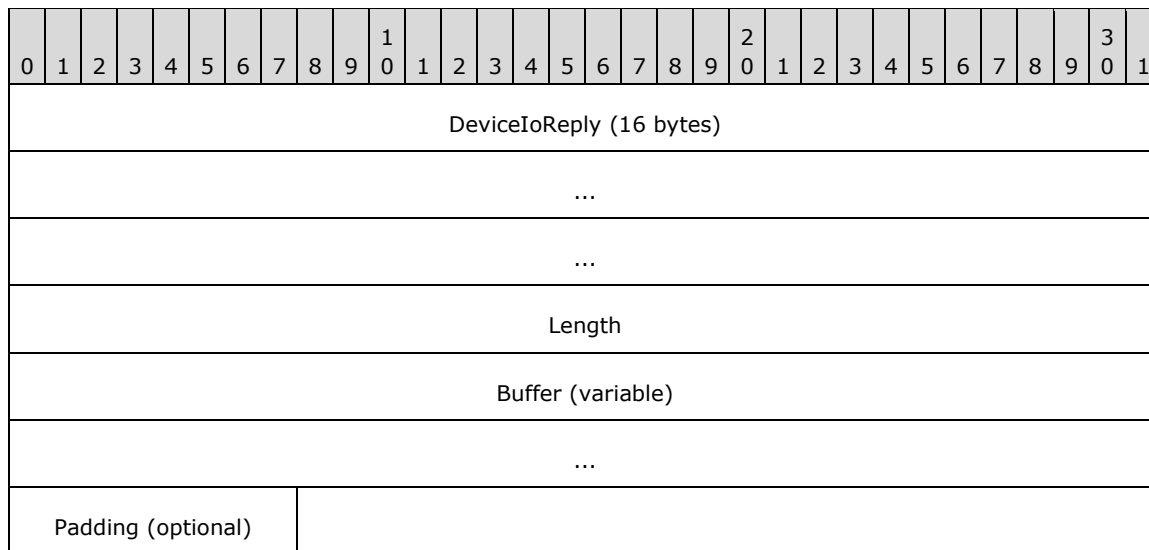 1 2 3
0 1 2 3 4 5 6 7 8 9 0 1 2 3 4 5 6 7 8 9 0 1 2 3 4 5 6 7 8 9 0 1
DeviceIoReply (16 bytes)
...
...
Length
Buffer (variable)
...
Padding (optional)